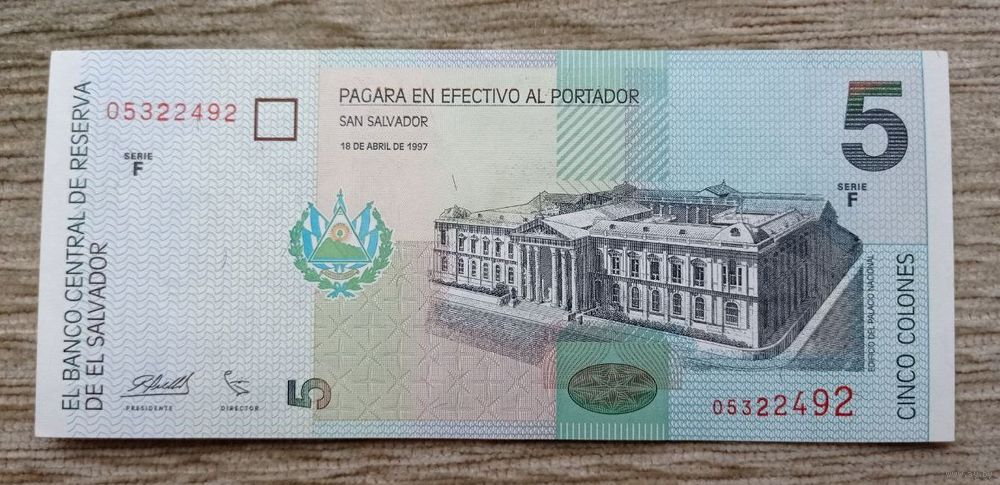 EL BANCO CENTRAL DE RESERVA
DE EL SALVADOR
05322492
SERIE
F
PAGARA EN EFECTIVO AL PORTADOR
SAN SALVADOR
18 DE ABRIL DE 1997
5
SERIE
F
EDIFICIO DEL PALACIO NACIONAL
CINCO COLONES
PRESIDENTE
DIRECTOR
5
05322492